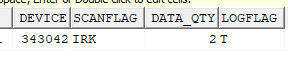 DEVICE SCANFLAG DATA_QTY LOGFLAG
343042 IRK 2 T